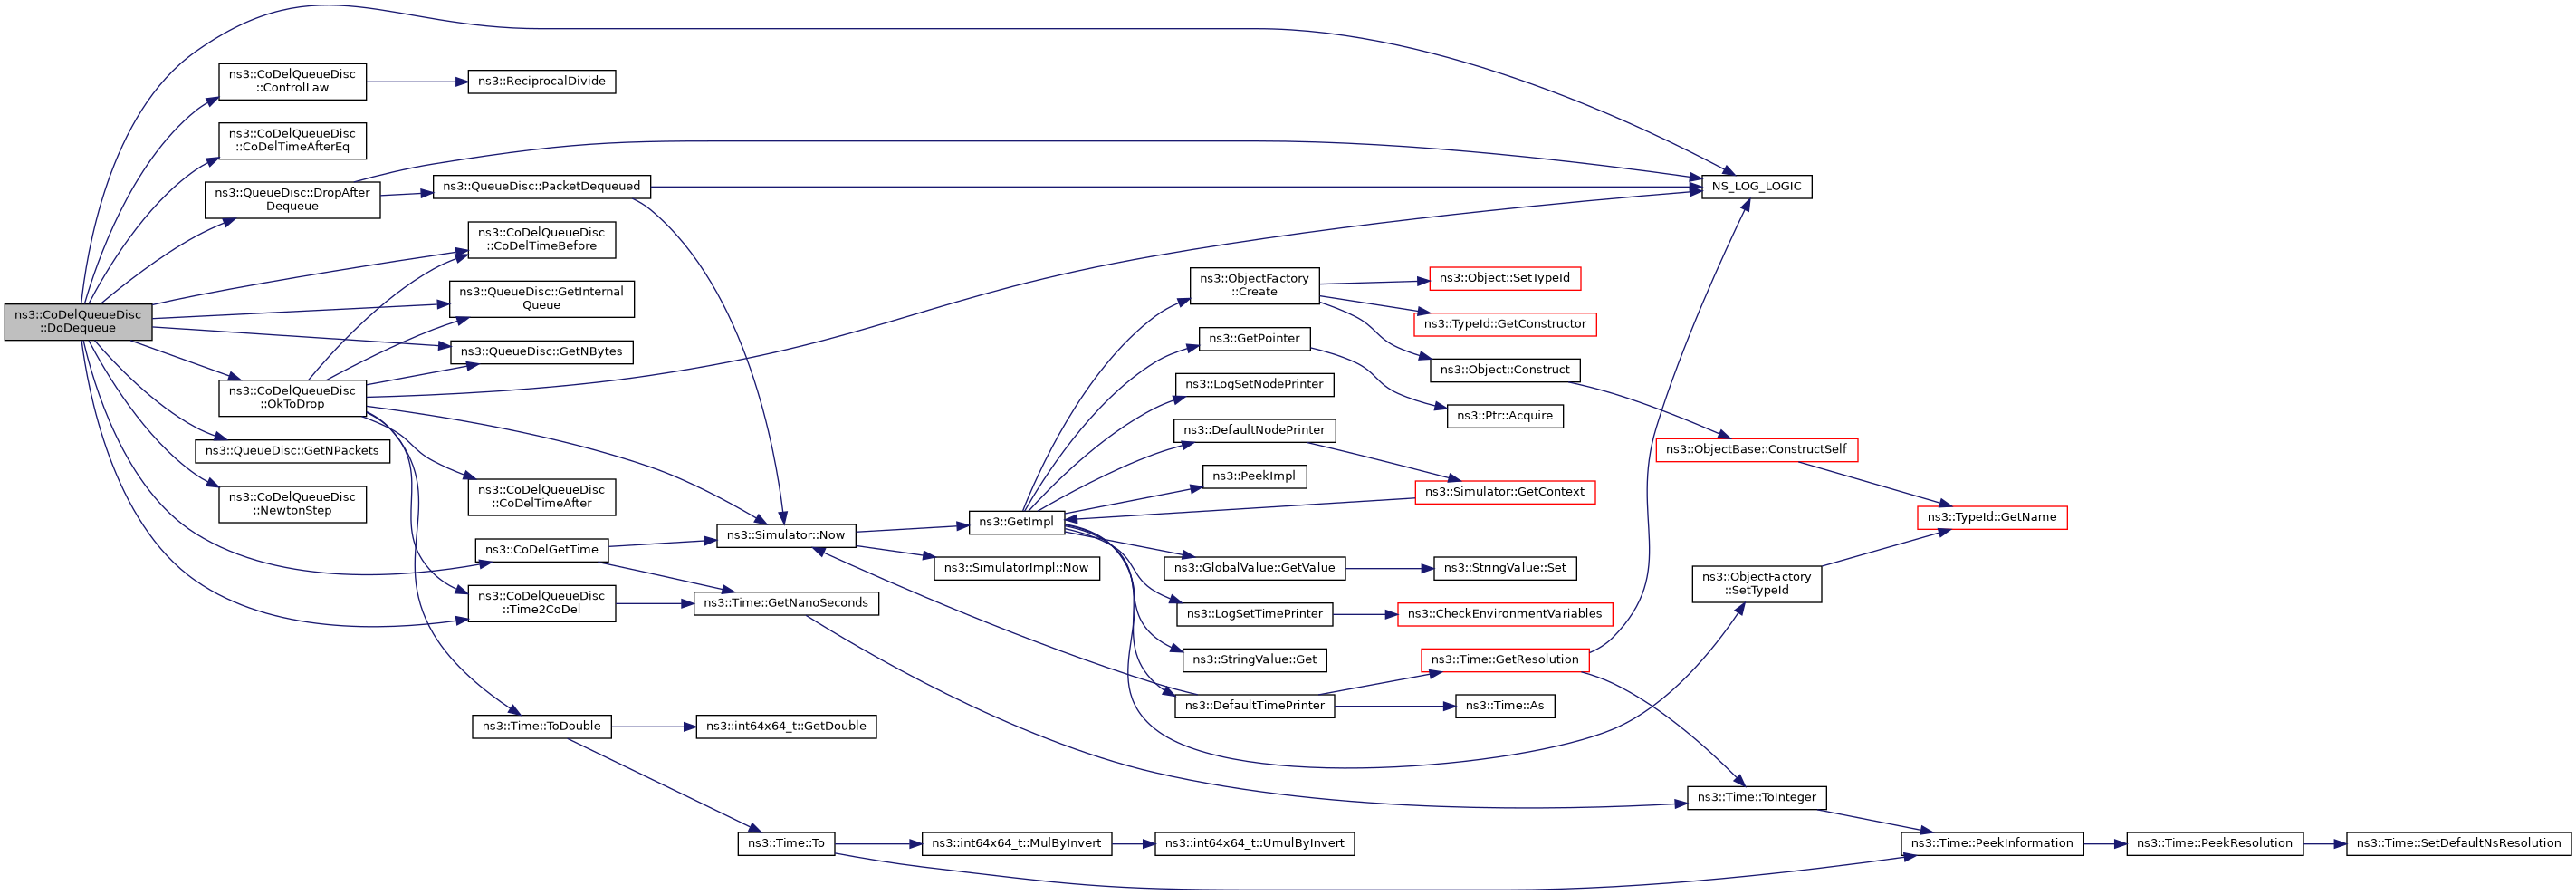 ns3::CoDelQueueDisc
::DoDequeue
ns3::CoDelQueueDisc
::ControlLaw
ns3::ReciprocalDivide
ns3::CoDelQueueDisc
::CoDelTimeAfterEq
ns3::QueueDisc::DropAfter
Dequeue
ns3::QueueDisc::PacketDequeued
NS_LOG_LOGIC
ns3::CoDelQueueDisc
::CoDelTimeBefore
ns3::QueueDisc::GetInternal
Queue
ns3::QueueDisc::GetNBytes
ns3::CoDelQueueDisc
::OkToDrop
ns3::QueueDisc::GetNPackets
ns3::CoDelQueueDisc
::NewtonStep
ns3::CoDelQueueDisc
::CoDelTimeAfter
ns3::CoDelGetTime
ns3::CoDelQueueDisc
::Time2CoDel
ns3::Simulator::Now
ns3::Time::GetNanoSeconds
ns3::Time::ToDouble
ns3::int64x64_t::GetDouble
ns3::Time::To
ns3::GetImpl
ns3::SimulatorImpl::Now
ns3::int64x64_t::MulByInvert
ns3::int64x64_t::UmulByInvert
ns3::ObjectFactory
::Create
ns3::GetPointer
ns3::LogSetNodePrinter
ns3::DefaultNodePrinter
ns3::PeekImpl
ns3::GlobalValue::GetValue
ns3::LogSetTimePrinter
ns3::StringValue::Get
ns3::DefaultTimePrinter
ns3::Object::SetTypeId
ns3::TypeId::GetConstructor
ns3::Object::Construct
ns3::Ptr::Acquire
ns3::Simulator::GetContext
ns3::StringValue::Set
ns3::CheckEnvironmentVariables
ns3::Time::GetResolution
ns3::Time::As
ns3::ObjectBase::ConstructSelf
ns3::TypeId::GetName
ns3::ObjectFactory
::SetTypeId
ns3::Time::ToInteger
ns3::Time::PeekInformation
ns3::Time::PeekResolution
ns3::Time::SetDefaultNsResolution